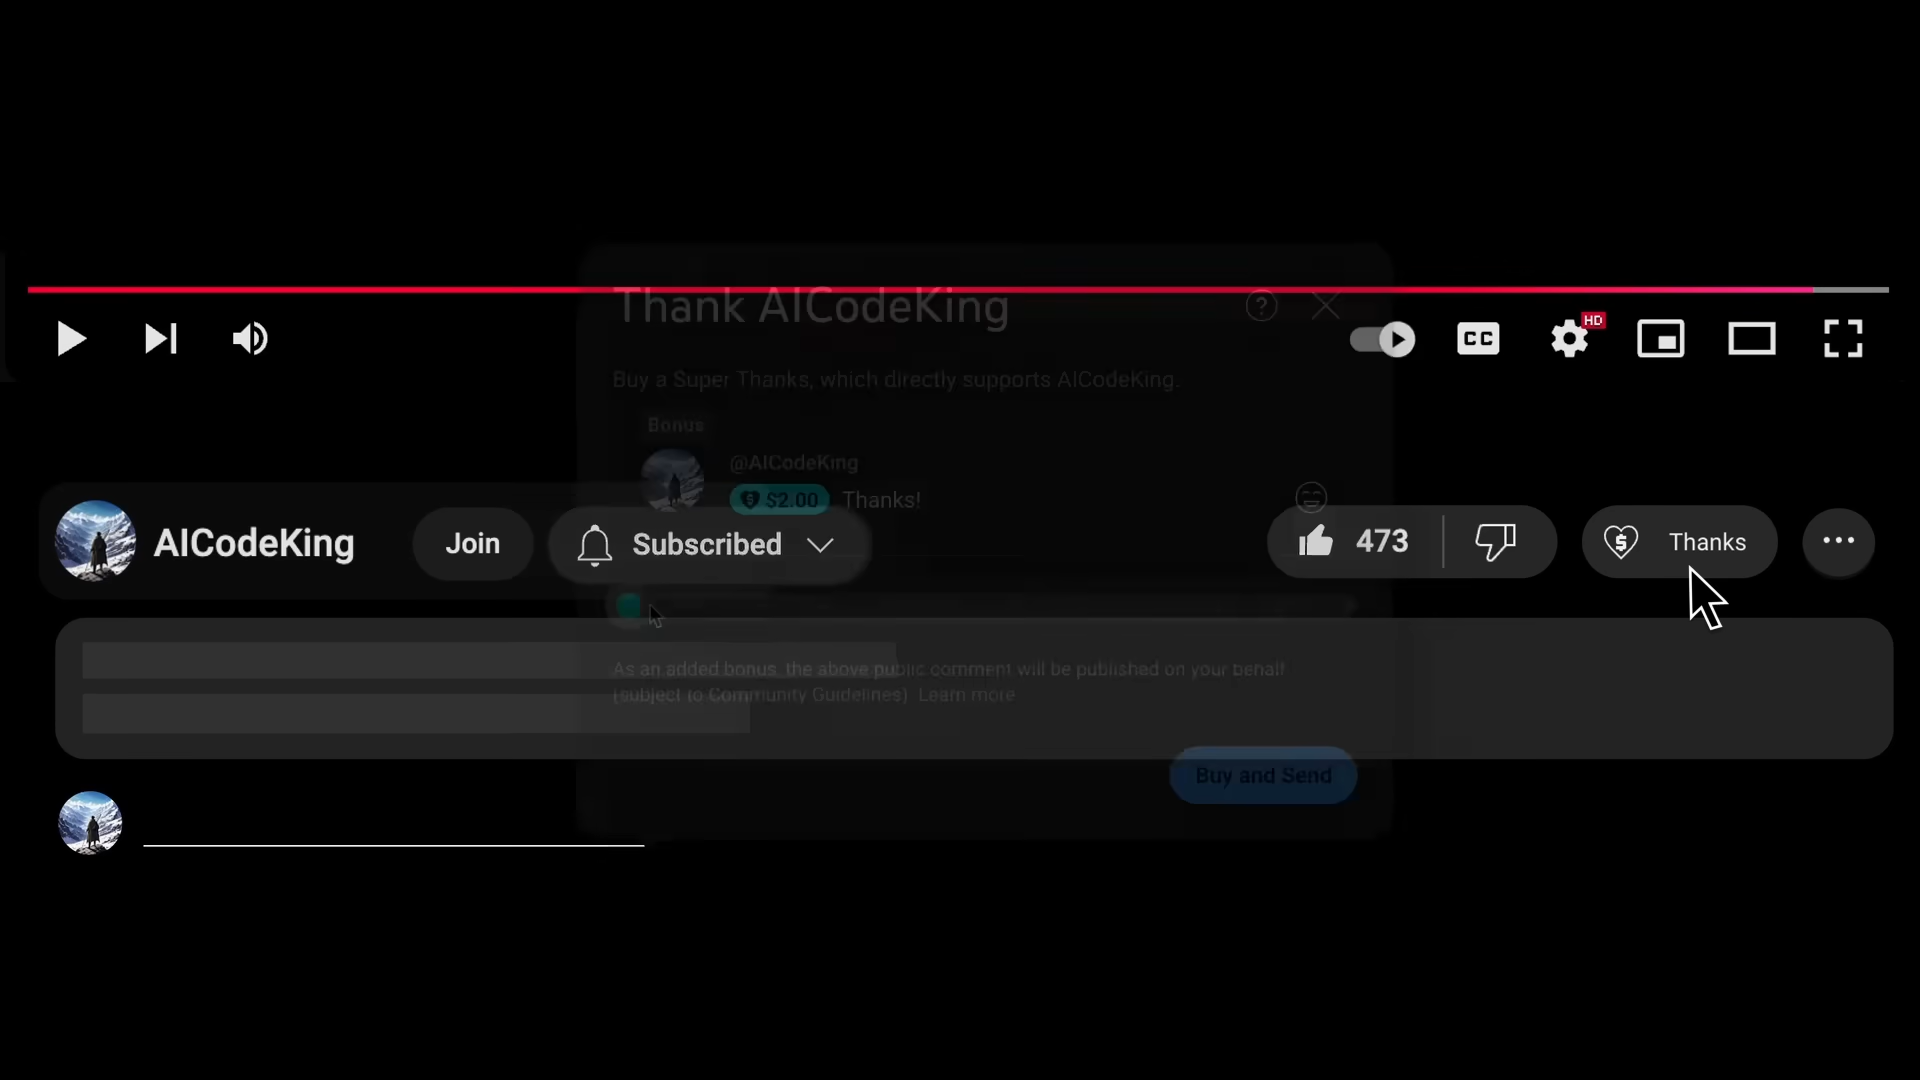 Thank AICodeKing
HD
CC
Buy a Super Thanks, which directly supports AICodeKing.
Bonus
@AICodeKing
$2.00 Thanks!
AICodeKing
Join
Subscribed
473
Thanks
As an added bonus, the above public comment will be published on your behalf
(subject to Community Guidelines) Learn more
Buy and Send